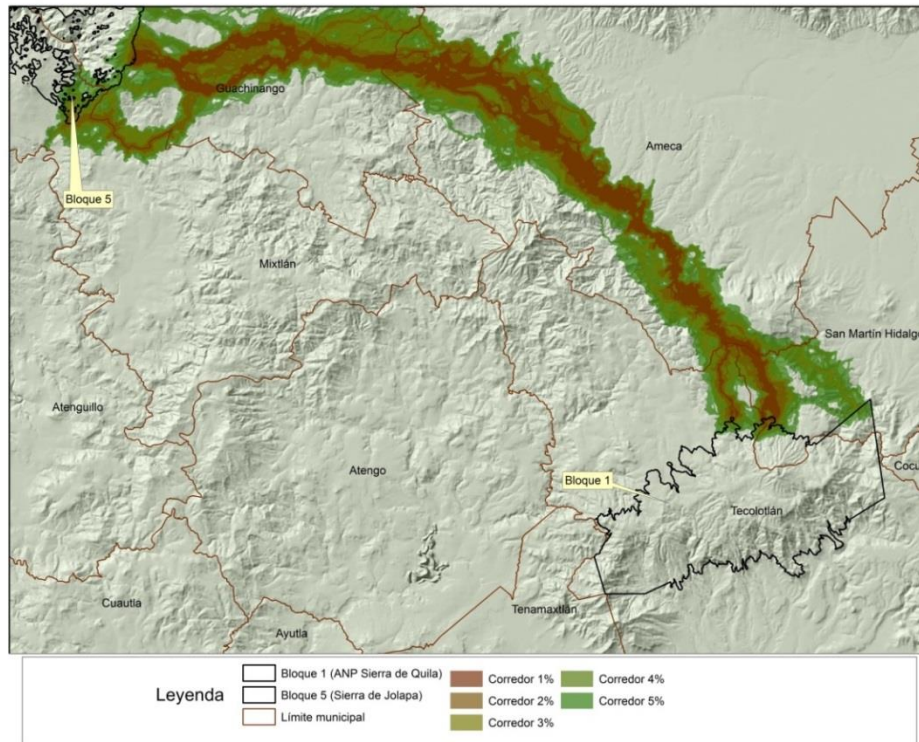 Guachinango
Ameca
Bloque 5
Mixtlán
San Martín Hidalgo
Atenguillo
Atengo
Bloque 1
Cocu
Tecolotlán
Cuautla
Tenamaxtlán
Ayutla
Leyenda
Bloque 1 (ANP Sierra de Quila)
Bloque 5 (Sierra de Jolapa)
Límite municipal
Corredor 1%
Corredor 2%
Corredor 3%
Corredor 4%
Corredor 5%